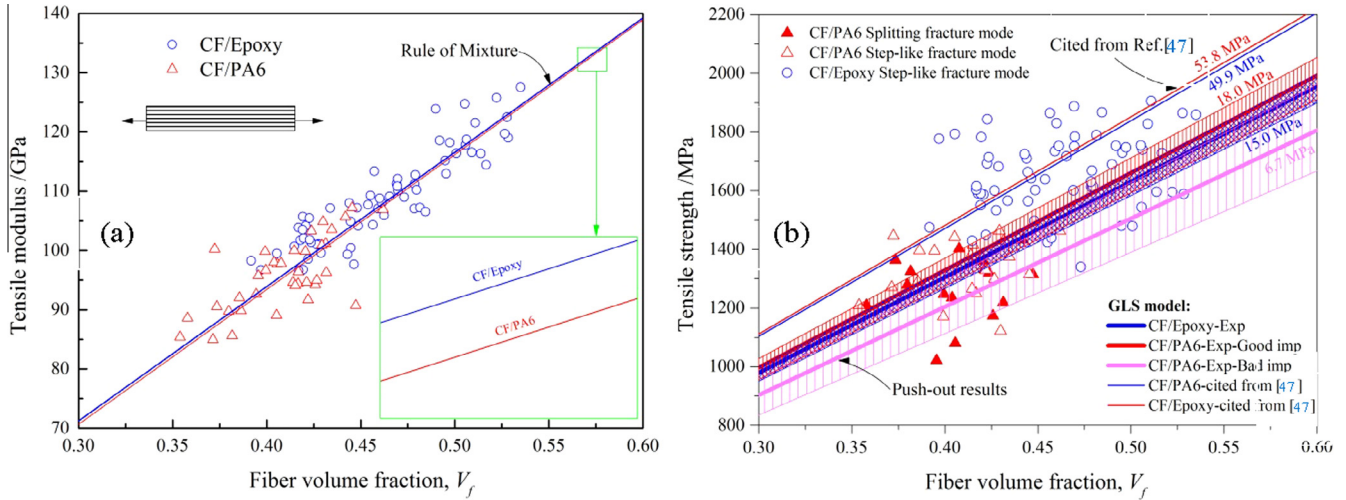 140
130
120
110
100
90
80
70
Tensile modulus /GPa
CF/Epoxy
CF/PA6
Rule of Mixture
(a)
CF/Epoxy
CF/PA6
0.30
0.35
0.40
0.45
0.50
0.55
0.60
Fiber volume fraction, Vf
2200
2000
1800
1600
1400
1200
1000
800
Tensile strength /MPa
CF/PA6 Splitting fracture mode
CF/PA6 Step-like fracture mode
CF/Epoxy Step-like fracture mode
Cited from Ref.[47]
53.8 MPa
49.9 MPa
18.0 MPa
15.0 MPa
6.7 MPa
(b)
Push-out results
GLS model:
CF/Epoxy-Exp
CF/PA6-Exp-Good imp
CF/PA6-Exp-Bad imp
CF/PA6-cited from [47]
CF/Epoxy-cited from [47]
0.30
0.35
0.40
0.45
0.50
0.55
0.60
Fiber volume fraction, Vf